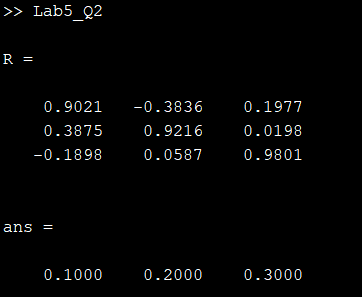 >> Lab5_Q2
R =
0.9021 -0.3836 0.1977
0.3875 0.9216 0.0198
-0.1898 0.0587 0.9801
ans =
0.1000 0.2000 0.3000